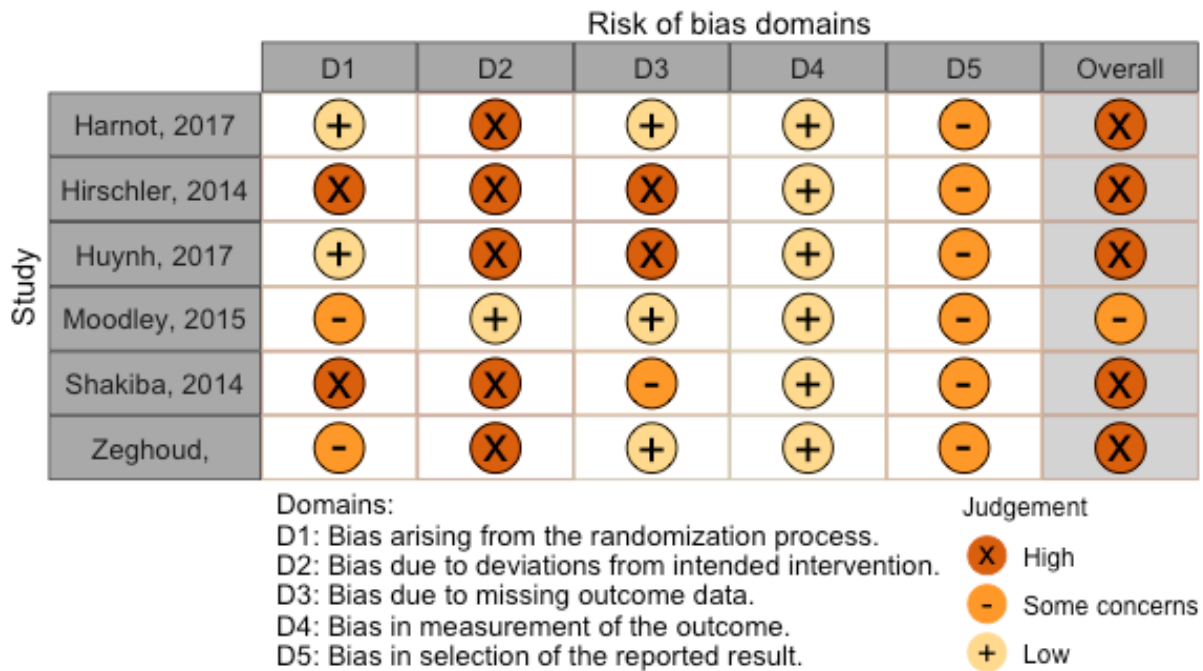 Risk of bias domains
D1 D2 D3 D4 D5 Overall
Study
Harnot, 2017 + X + + - X
Hirschler, 2014 X X X + - X
Huynh, 2017 + X X + - X
Moodley, 2015 - + + + - -
Shakiba, 2014 X X - + - X
Zeghoud, - X + + - X
Domains:
D1: Bias arising from the randomization process.
D2: Bias due to deviations from intended intervention.
D3: Bias due to missing outcome data.
D4: Bias in measurement of the outcome.
D5: Bias in selection of the reported result.
Judgement
X High
- Some concerns
+ Low